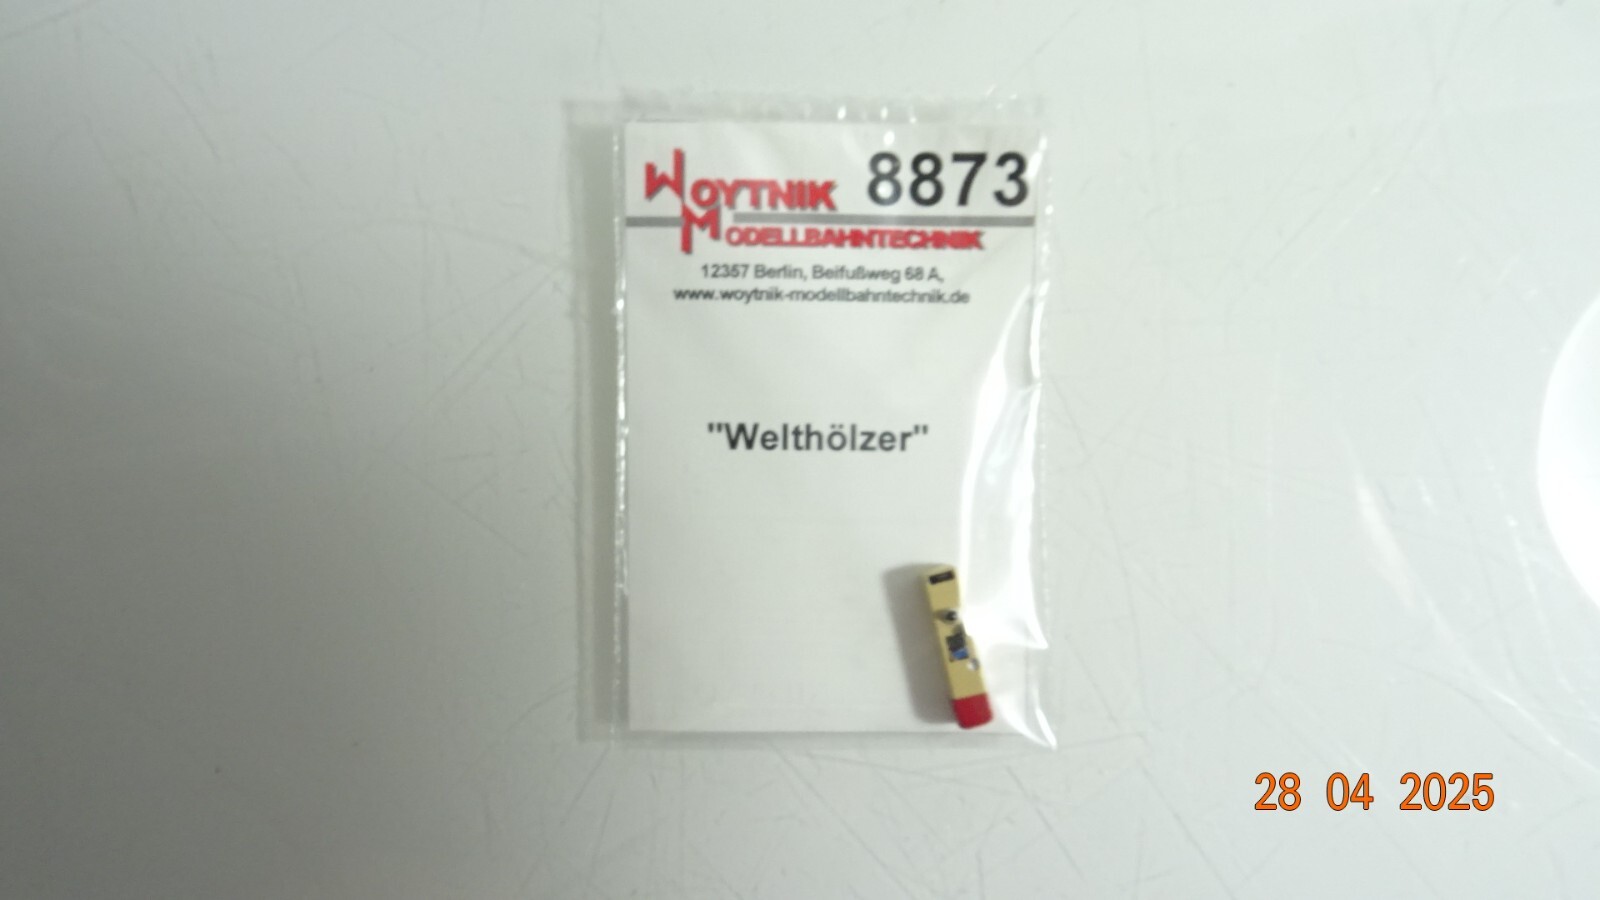 WOYTNIK 8873
MODELLBAHNTECHNIK
12357 Berlin, Beifußweg 68 A,
www.woytnik-modellbahntechnik.de
"Welthölzer"
28 04 2025